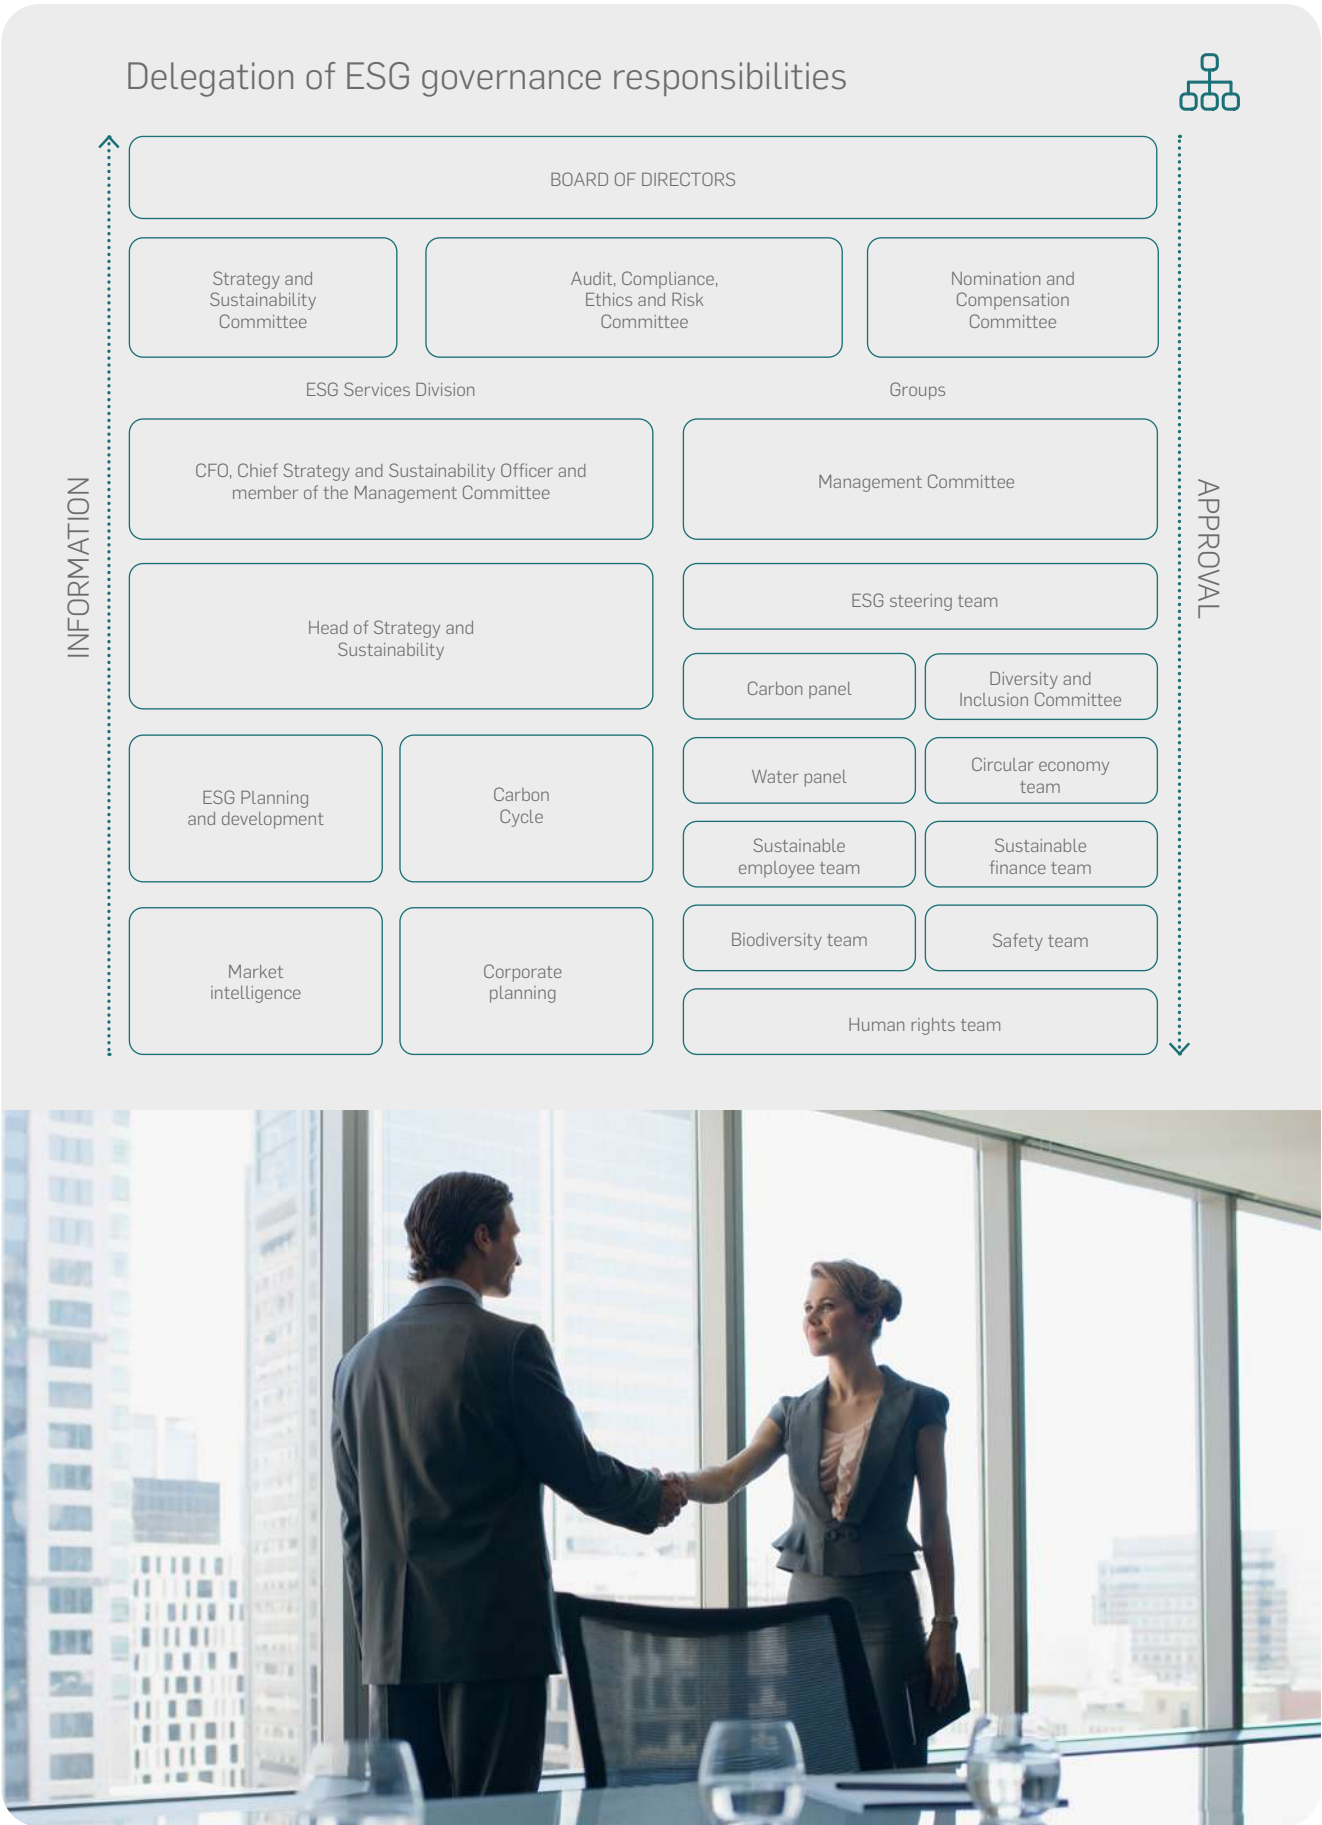 Delegation of ESG governance responsibilities
BOARD OF DIRECTORS
Strategy and
Sustainability
Committee
Audit, Compliance,
Ethics and Risk
Committee
Nomination and
Compensation
Committee
ESG Services Division
Groups
CFO, Chief Strategy and Sustainability Officer and
member of the Management Committee
Management Committee
INFORMATION
APPROVAL
Head of Strategy and
Sustainability
ESG steering team
Carbon panel
Diversity and
Inclusion Committee
ESG Planning
and development
Carbon
Cycle
Water panel
Circular economy
team
Sustainable
employee team
Sustainable
finance team
Market
intelligence
Corporate
planning
Biodiversity team
Safety team
Human rights team